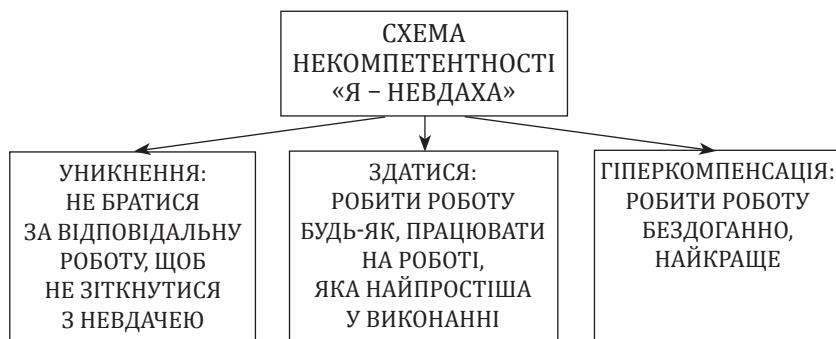 СХЕМА
НЕКОМПЕТЕНТНОСТІ
«Я – НЕВДАХА»
УНИКНЕННЯ:
НЕ БРАТИСЯ
ЗА ВІДПОВІДАЛЬНУ
РОБОТУ, ЩОБ
НЕ ЗІТКНУТИСЯ
З НЕВДАЧЕЮ
ЗДАТИСЯ:
РОБИТИ РОБОТУ
БУДЬ-ЯК, ПРАЦЮВАТИ
НА РОБОТІ,
ЯКА НАЙПРОСТІША
У ВИКОНАННІ
ГІПЕРКОМПЕНСАЦІЯ:
РОБИТИ РОБОТУ
БЕЗДОГАННО,
НАЙКРАЩЕ